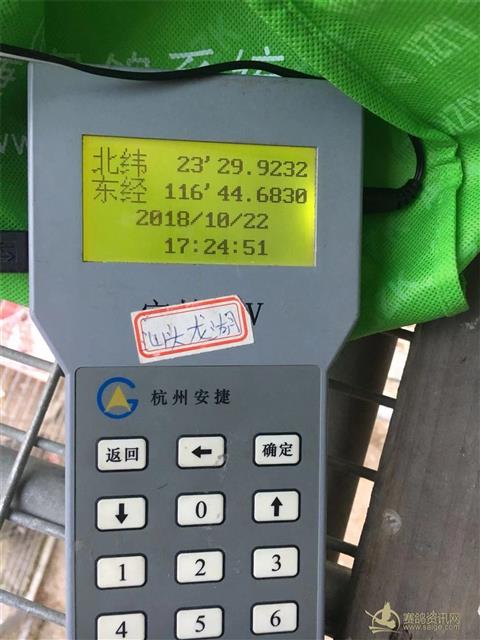 北纬 23'29.9232
东经 116'44.6830
2018/10/22
17:24:51
V
汕头龙湖
杭州安捷
返回
←
确定
↓
0
↑
1
2
3
4
5
6
赛鸽资讯网
www.saige.com